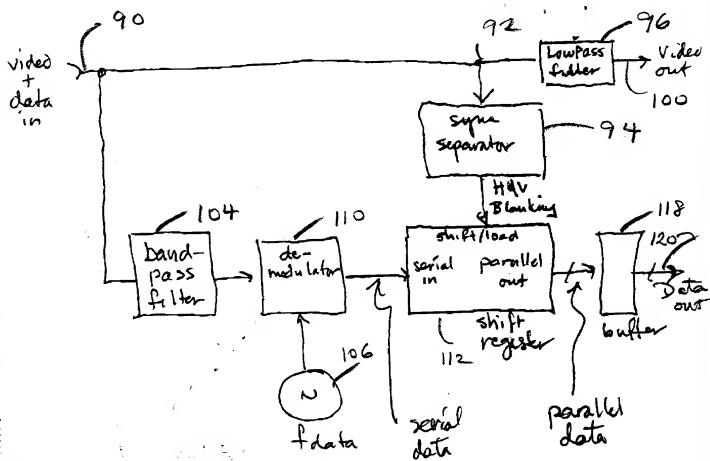 90
92
96
video
+
data
in
Lowpass
filter
Video
out
100
sync
separator
94
H&V
Blanking
104
110
118
120
band-
pass
filter
de-
modulator
shift/load
serial
in
parallel
out
Data
out
buffer
shift
register
112
106
~
fdata
serial
data
parallel
data